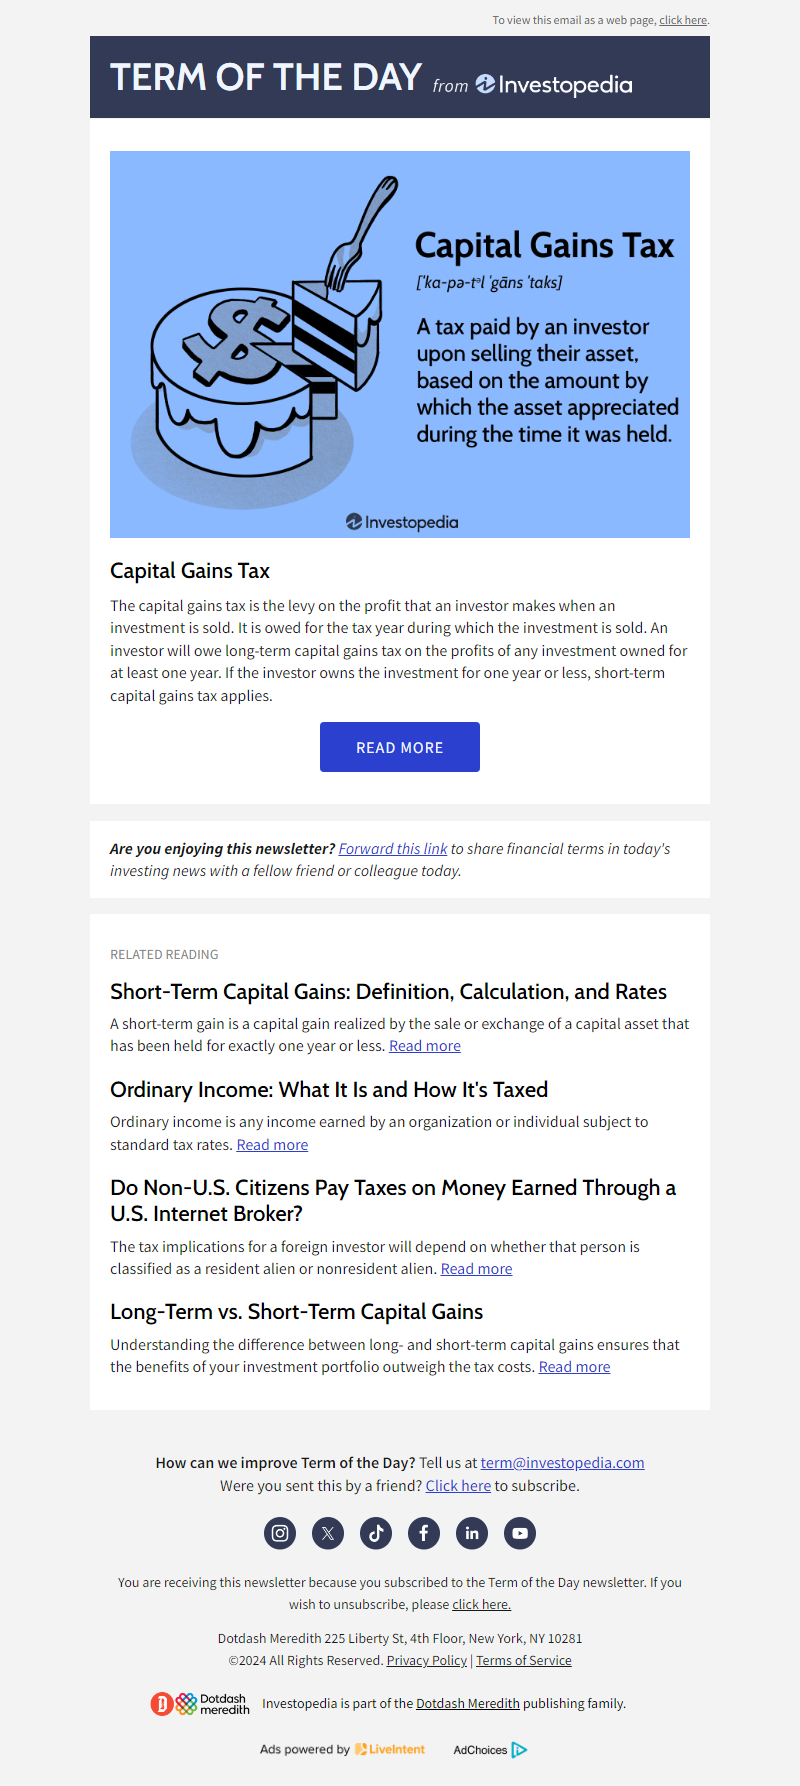 To view this email as a web page, click here.
TERM OF THE DAY from Investopedia
Capital Gains Tax
['ka-pə-tᵊl 'gāns 'taks]
A tax paid by an investor
upon selling their asset,
based on the amount by
which the asset appreciated
during the time it was held.
$
Investopedia
Capital Gains Tax
The capital gains tax is the levy on the profit that an investor makes when an
investment is sold. It is owed for the tax year during which the investment is sold. An
investor will owe long-term capital gains tax on the profits of any investment owned for
at least one year. If the investor owns the investment for one year or less, short-term
capital gains tax applies.
READ MORE
Are you enjoying this newsletter? Forward this link to share financial terms in today's
investing news with a fellow friend or colleague today.
RELATED READING
Short-Term Capital Gains: Definition, Calculation, and Rates
A short-term gain is a capital gain realized by the sale or exchange of a capital asset that
has been held for exactly one year or less. Read more
Ordinary Income: What It Is and How It's Taxed
Ordinary income is any income earned by an organization or individual subject to
standard tax rates. Read more
Do Non-U.S. Citizens Pay Taxes on Money Earned Through a
U.S. Internet Broker?
The tax implications for a foreign investor will depend on whether that person is
classified as a resident alien or nonresident alien. Read more
Long-Term vs. Short-Term Capital Gains
Understanding the difference between long- and short-term capital gains ensures that
the benefits of your investment portfolio outweigh the tax costs. Read more
How can we improve Term of the Day? Tell us at term@investopedia.com
Were you sent this by a friend? Click here to subscribe.
You are receiving this newsletter because you subscribed to the Term of the Day newsletter. If you
wish to unsubscribe, please click here.
Dotdash Meredith 225 Liberty St, 4th Floor, New York, NY 10281
©2024 All Rights Reserved. Privacy Policy | Terms of Service
Dotdash
meredith
Investopedia is part of the Dotdash Meredith publishing family.
Ads powered by LiveIntent
AdChoices